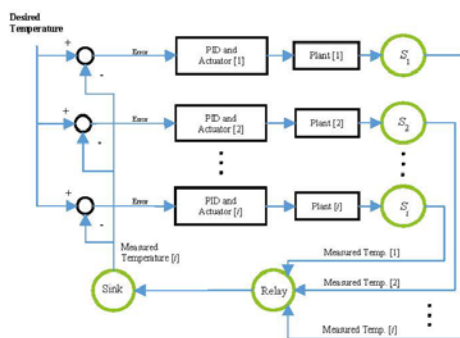 Desired
Temperature
+
-
Error
PID and
Actuator [1]
Plant [1]
S1
+
-
Error
PID and
Actuator [2]
Plant [2]
S2
+
-
Error
PID and
Actuator [i]
Plant [i]
Si
Measured
Temperature [i]
Measured Temp. [1]
Sink
Relay
Measured Temp. [2]
Measured Temp. [i]